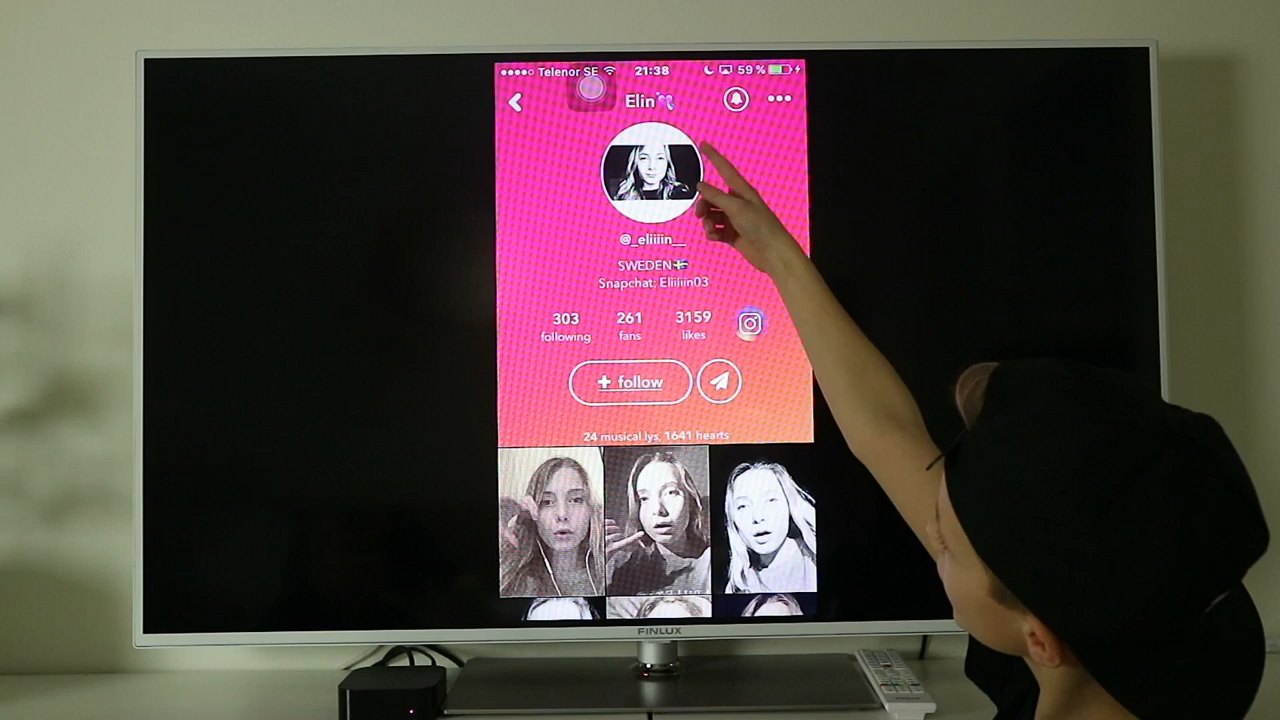 Telenor SE 21:38 59 %
Elin
@_eliiiin__
SWEDEN
Snapchat: Eliiiiin03
303 261 3159
following fans likes
+ follow
24 musical.lys, 1641 hearts
FINLUX